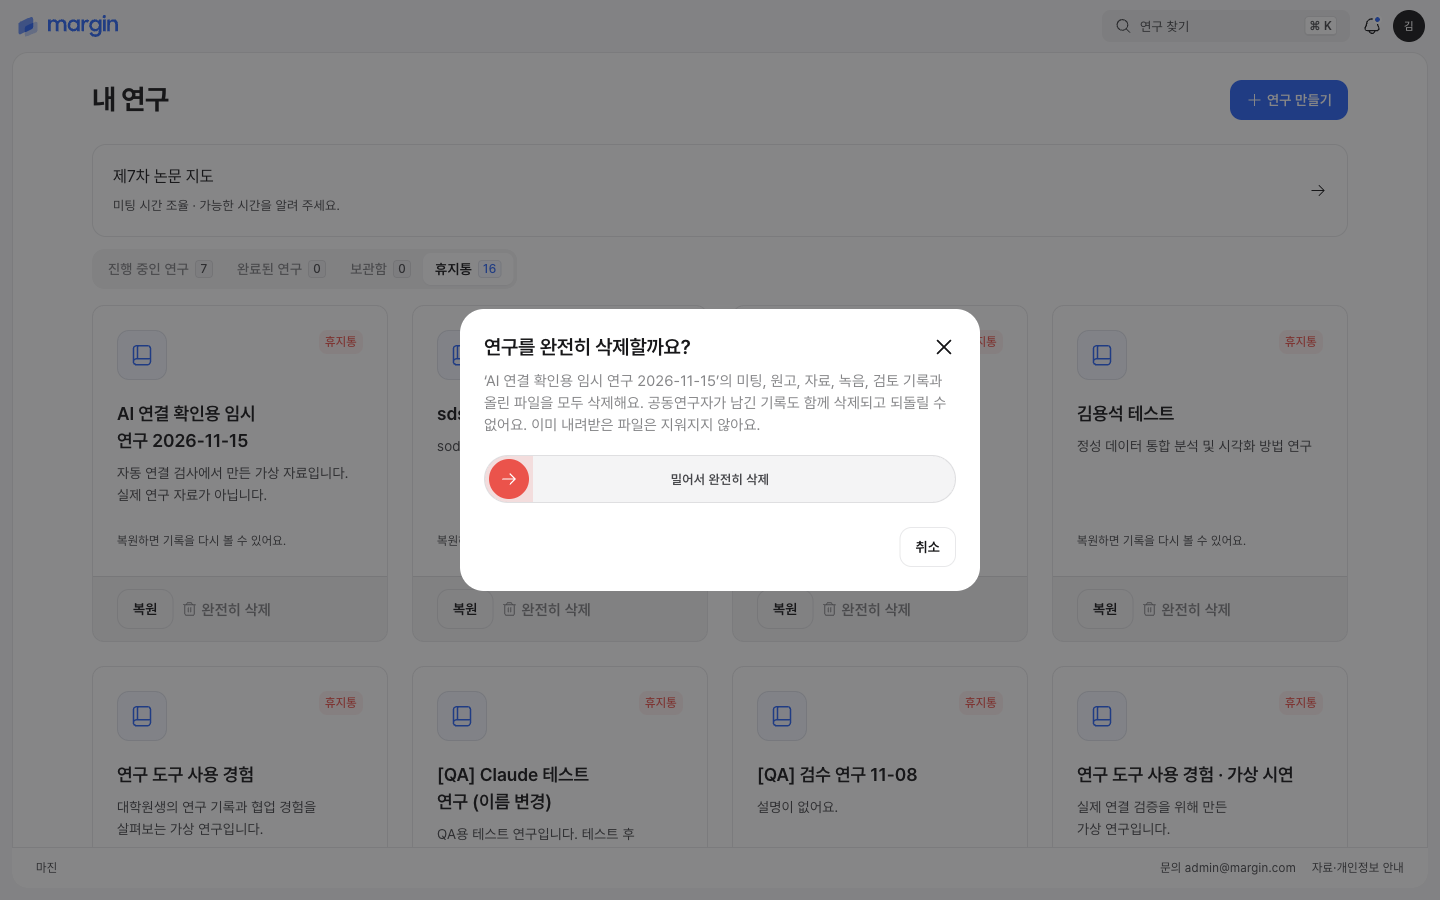 margin
연구 찾기
⌘ K
김
내 연구
연구 만들기
제7차 논문 지도
미팅 시간 조율 · 가능한 시간을 알려 주세요.
진행 중인 연구 7 완료된 연구 0 보관함 0 휴지통 16
연구를 완전히 삭제할까요?
‘AI 연결 확인용 임시 연구 2026-11-15’의 미팅, 원고, 자료, 녹음, 검토 기록과
올린 파일을 모두 삭제해요. 공동연구자가 남긴 기록도 함께 삭제되고 되돌릴 수
없어요. 이미 내려받은 파일은 지워지지 않아요.
밀어서 완전히 삭제
취소
휴지통
AI 연결 확인용 임시
연구 2026-11-15
자동 연결 검사에서 만든 가상 자료입니다.
실제 연구 자료가 아닙니다.
복원하면 기록을 다시 볼 수 있어요.
복원 완전히 삭제
복원 완전히 삭제
복원 완전히 삭제
휴지통
김용석 테스트
정성 데이터 통합 분석 및 시각화 방법 연구
복원하면 기록을 다시 볼 수 있어요.
복원 완전히 삭제
휴지통
연구 도구 사용 경험
대학원생의 연구 기록과 협업 경험을
살펴보는 가상 연구입니다.
휴지통
[QA] Claude 테스트
연구 (이름 변경)
QA용 테스트 연구입니다. 테스트 후
휴지통
[QA] 검수 연구 11-08
설명이 없어요.
휴지통
연구 도구 사용 경험 · 가상 시연
실제 연결 검증을 위해 만든
가상 연구입니다.
마진
문의 admin@margin.com
자료·개인정보 안내